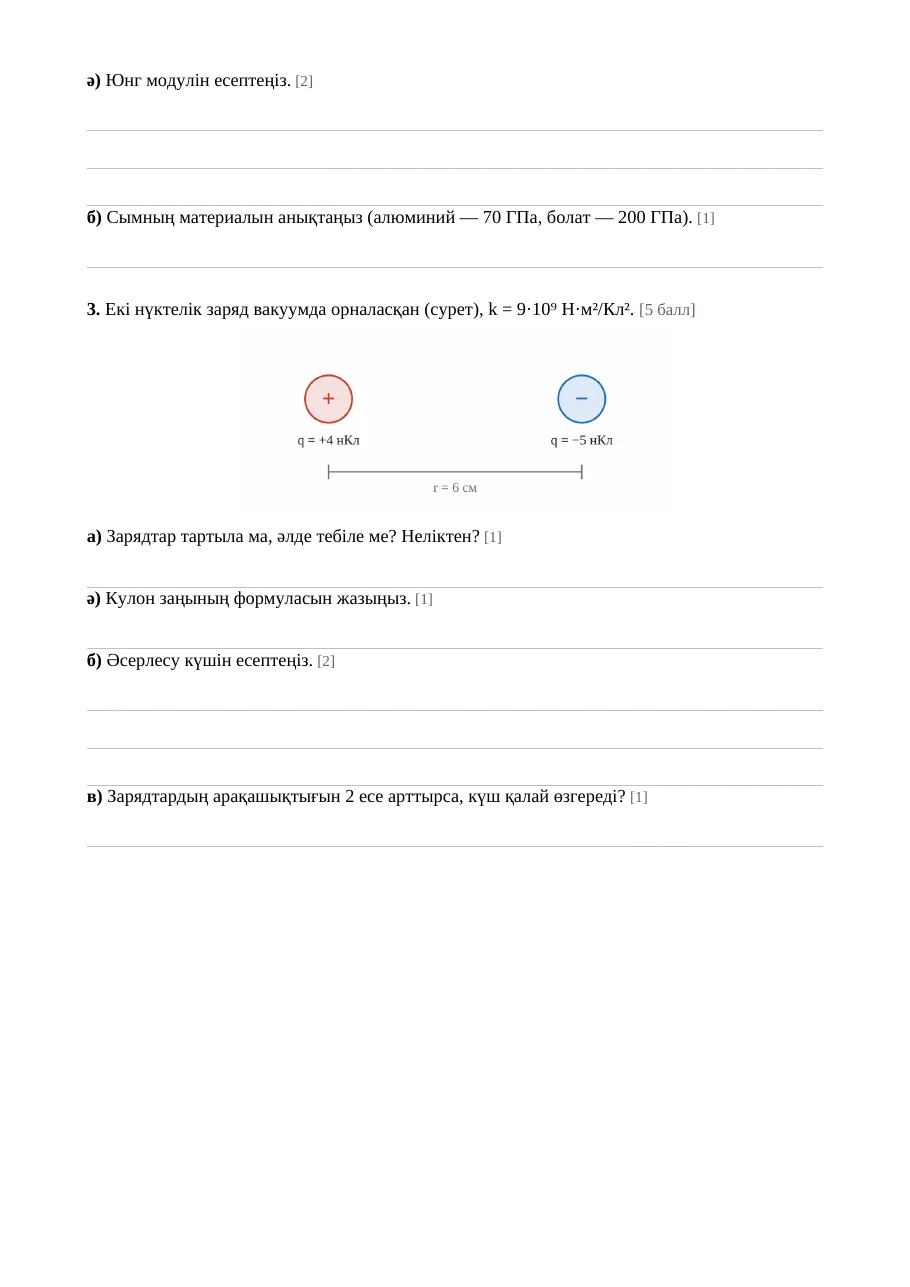 ә) Юнг модулін есептеңіз. [2]
б) Сымның материалын анықтаңыз (алюминий — 70 ГПа, болат — 200 ГПа). [1]
3. Екі нүктелік заряд вакуумда орналасқан (сурет), k = 9·10⁹ Н·м²/Кл². [5 балл]
+ −
q = +4 нКл q = −5 нКл
r = 6 см
а) Зарядтар тартыла ма, әлде тебіле ме? Неліктен? [1]
ә) Кулон заңының формуласын жазыңыз. [1]
б) Әсерлесу күшін есептеңіз. [2]
в) Зарядтардың арақашықтығын 2 есе арттырса, күш қалай өзгереді? [1]